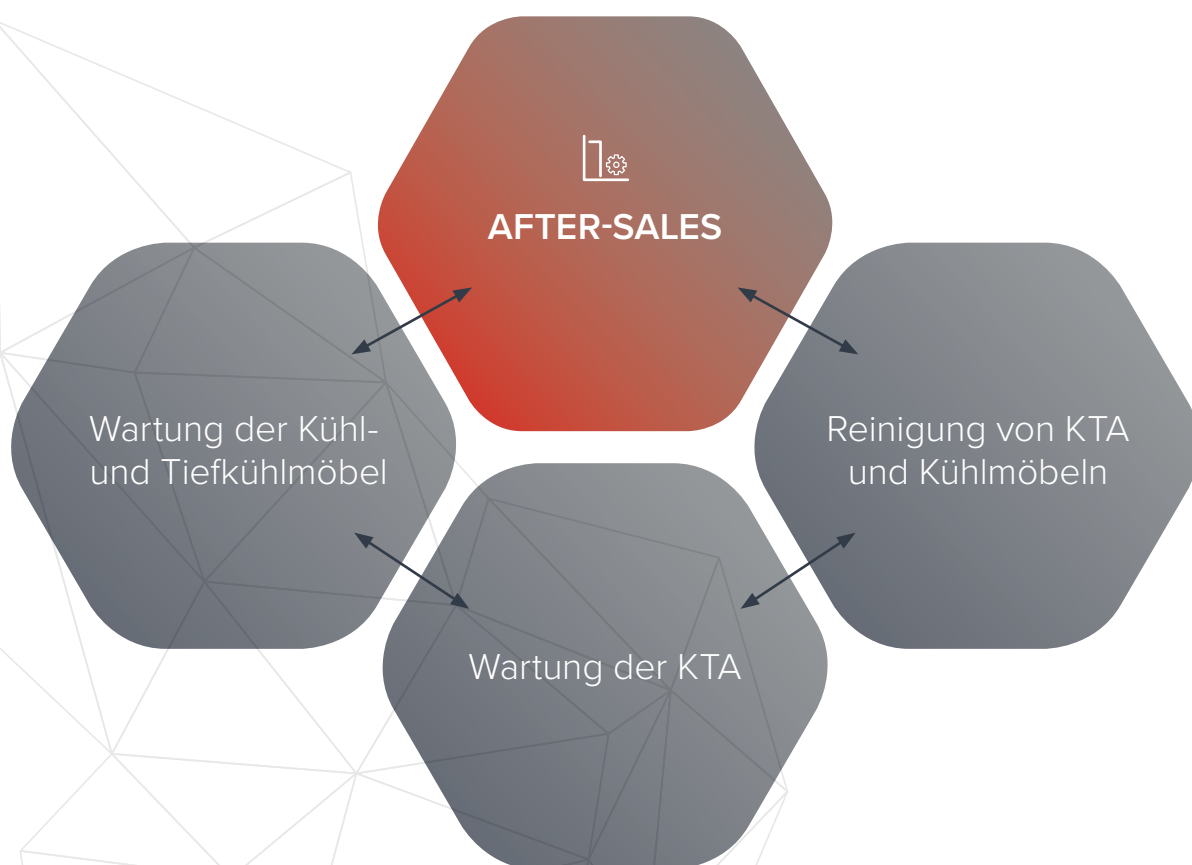 AFTER-SALES
Wartung der Kühl-
und Tiefkühlmöbel
Reinigung von KTA
und Kühlmöbeln
Wartung der KTA